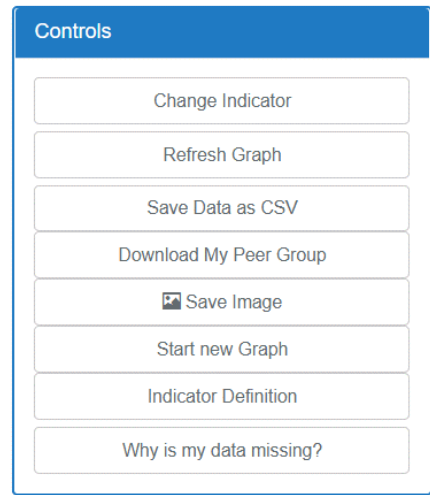 Controls
Change Indicator
Refresh Graph
Save Data as CSV
Download My Peer Group
Save Image
Start new Graph
Indicator Definition
Why is my data missing?